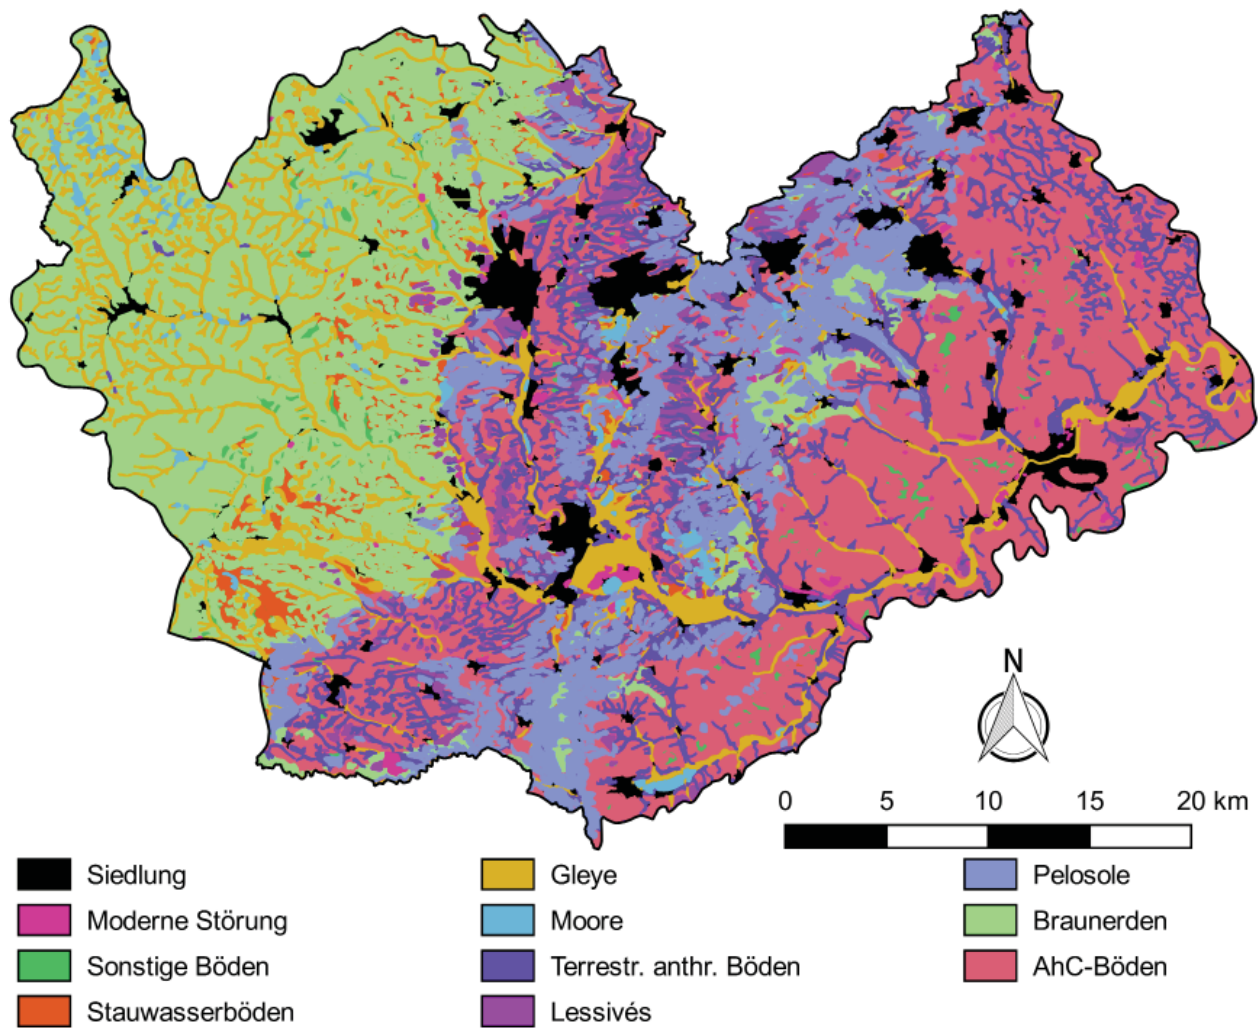 N
0 5 10 15 20 km
Siedlung
Moderne Störung
Sonstige Böden
Stauwasserböden
Gleye
Moore
Terrestr. anthr. Böden
Lessivés
Pelosole
Braunerden
AhC-Böden